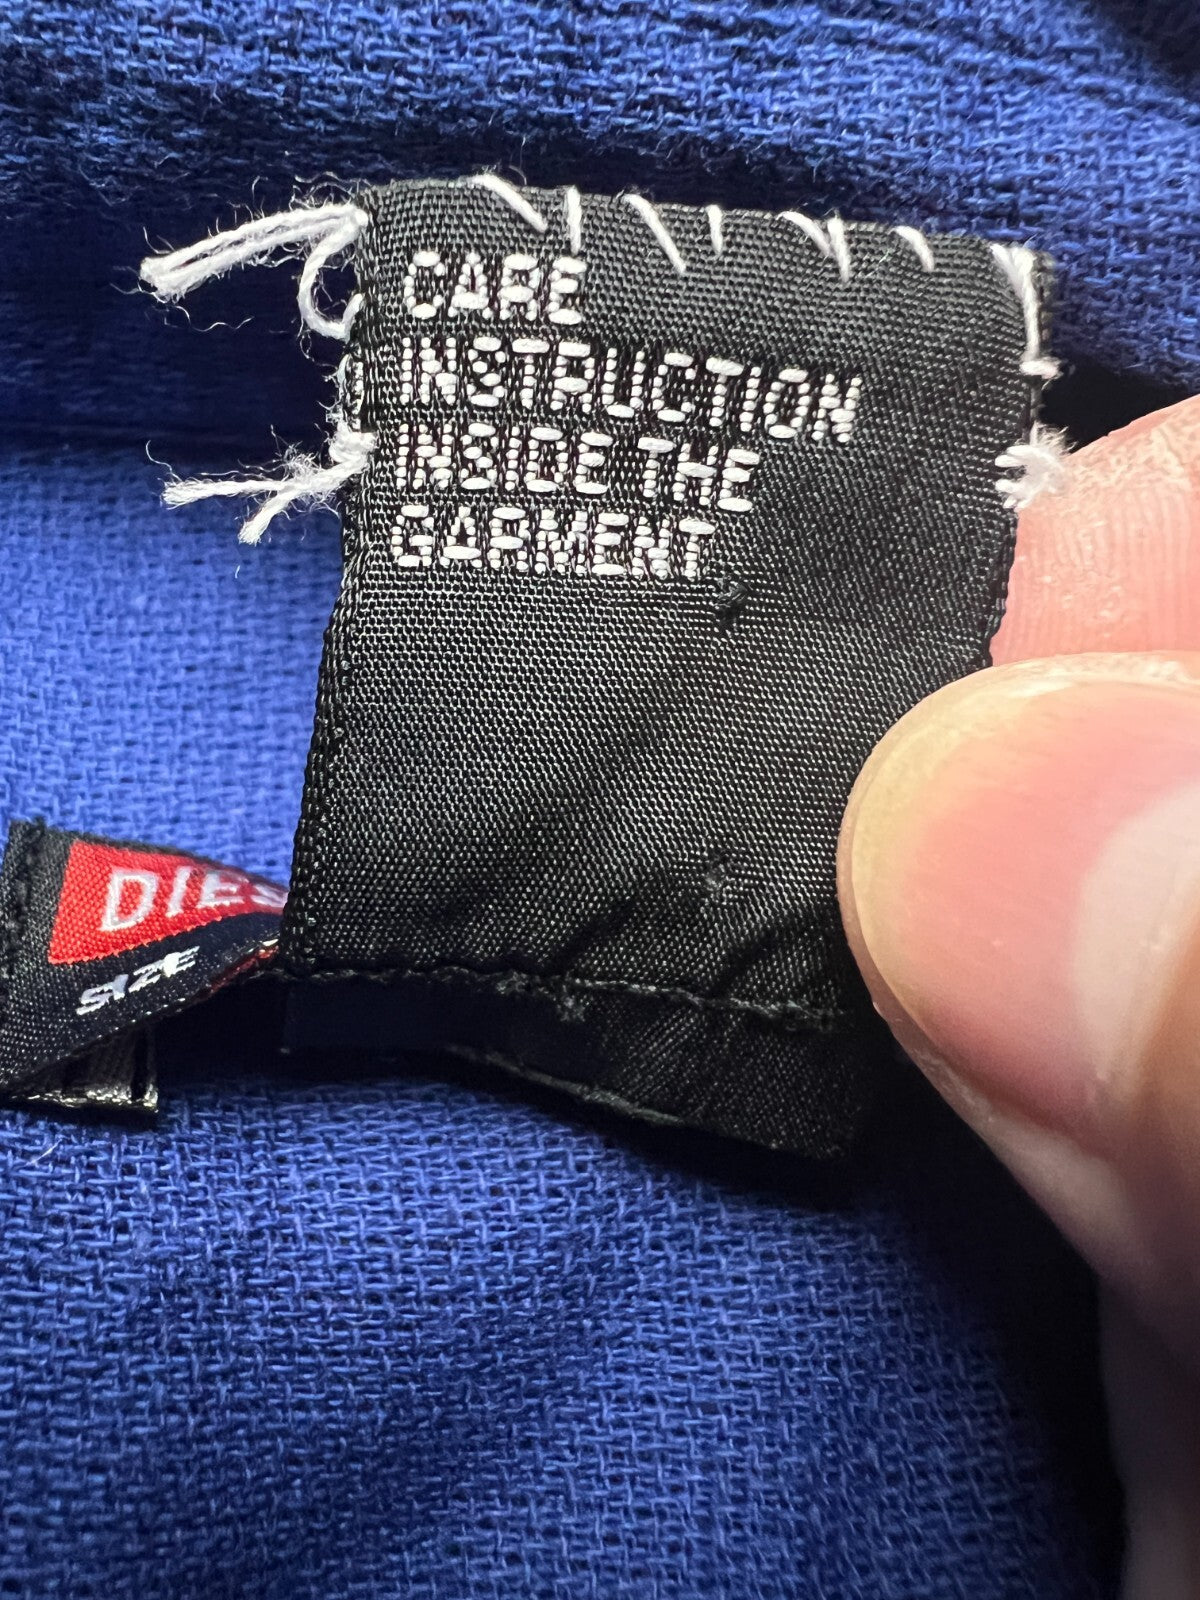 CARE
INSTRUCTION
INSIDE THE
GARMENT
SIZE